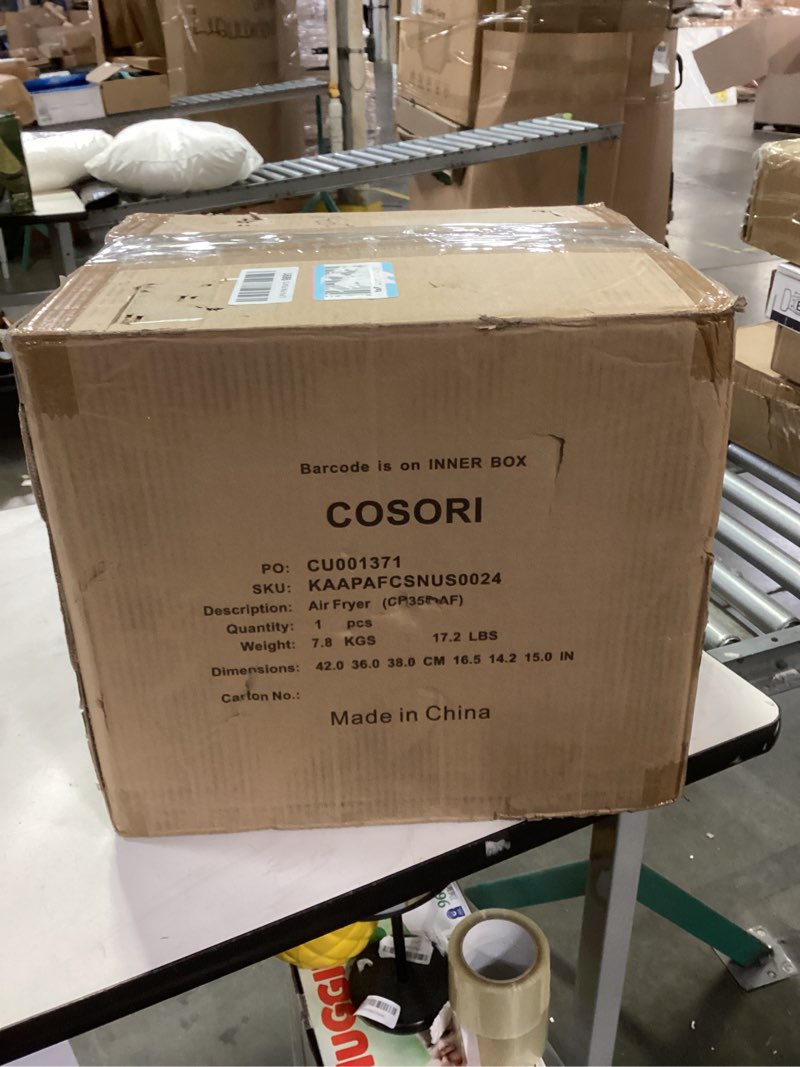 Barcode is on INNER BOX
COSORI
PO: CU001371
SKU: KAAPAFCSNUS0024
Description: Air Fryer
Quantity: 1 pcs
Weight: 7.8 KGS 17.2 LBS
Dimensions: 42.0 36.0 38.0 CM 16.5 14.2 15.0 IN
Carton No.:
Made in China
96
HUGGI